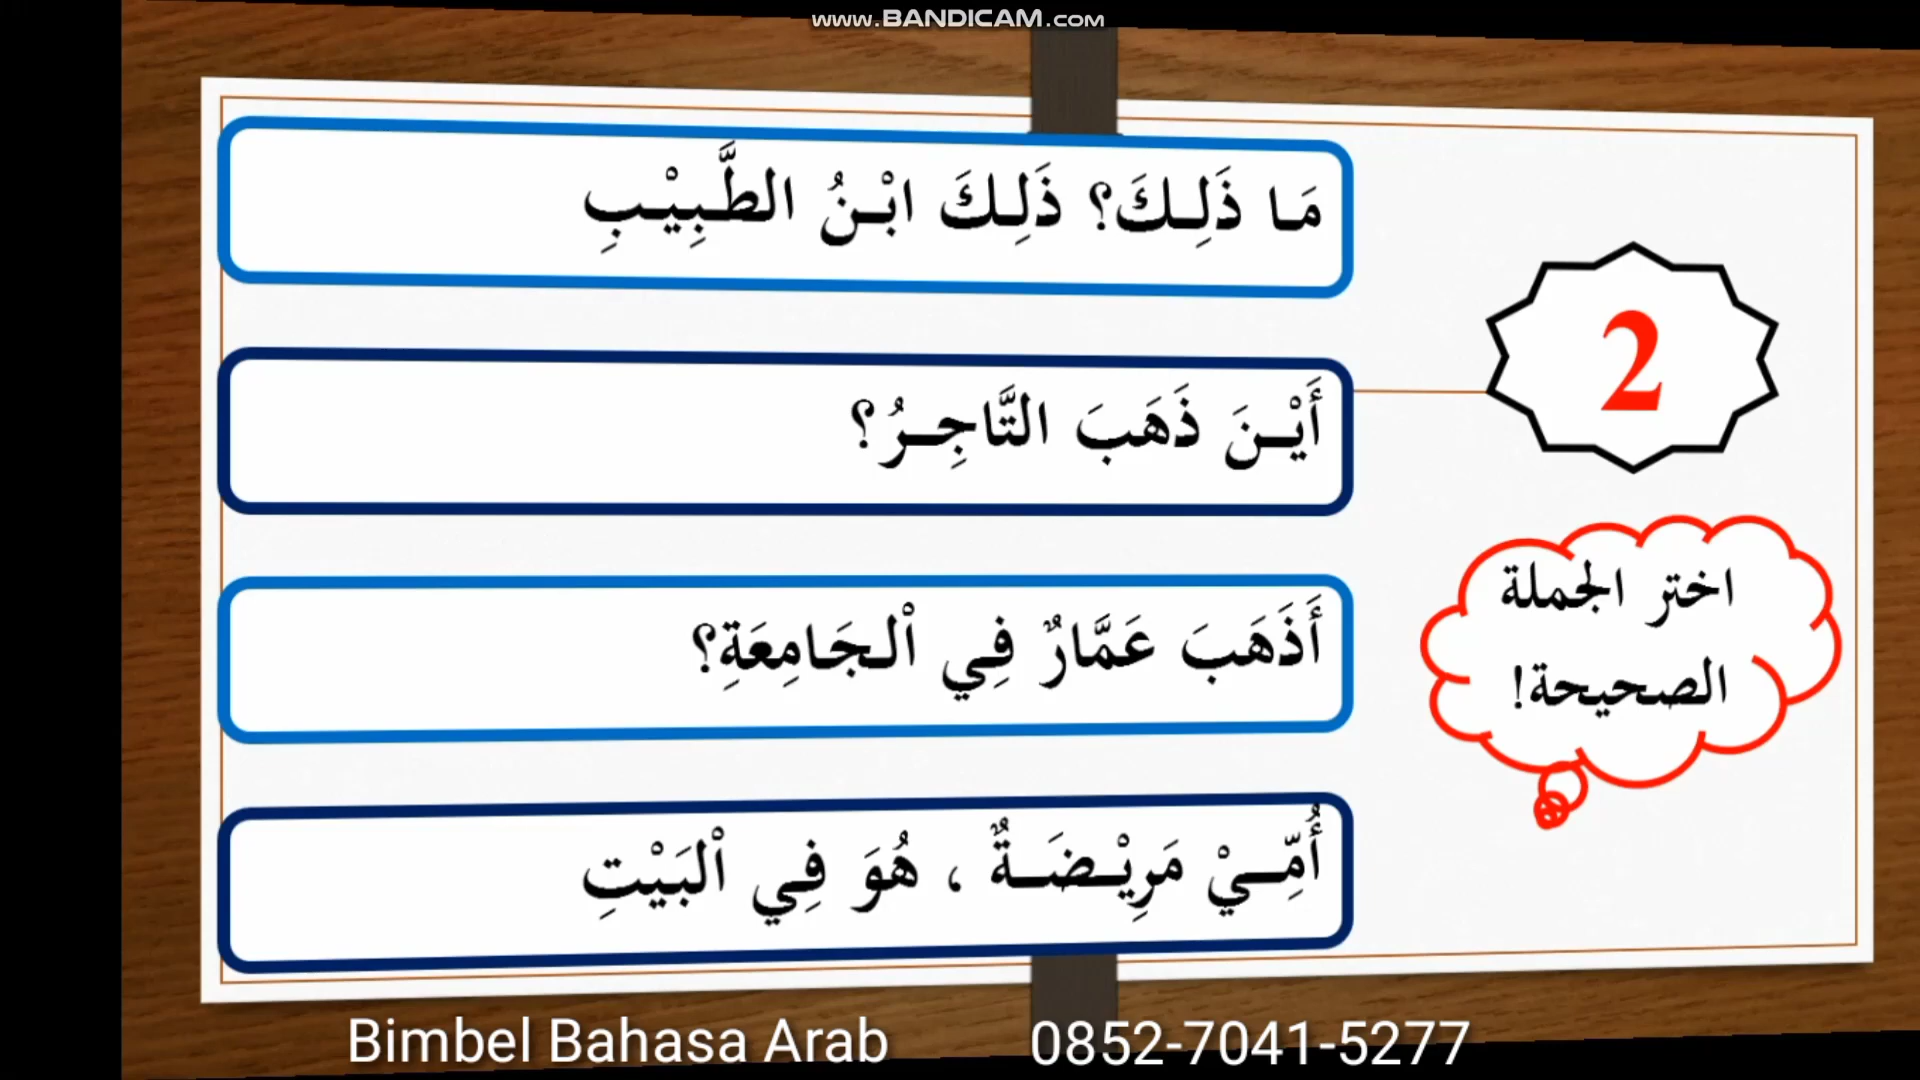 www.BANDICAM.com
مَا ذَلِكَ؟ ذَلِكَ ابْنُ الطَّبِيْبِ
أَيْنَ ذَهَبَ التَّاجِرُ؟
أَذَهَبَ عَمَّارٌ فِي الْجَامِعَةِ؟
أُمِّيْ مَرِيْضَةٌ ، هُوَ فِي الْبَيْتِ
2
اختر الجملة
الصحيحة!
Bimbel Bahasa Arab 0852-7041-5277